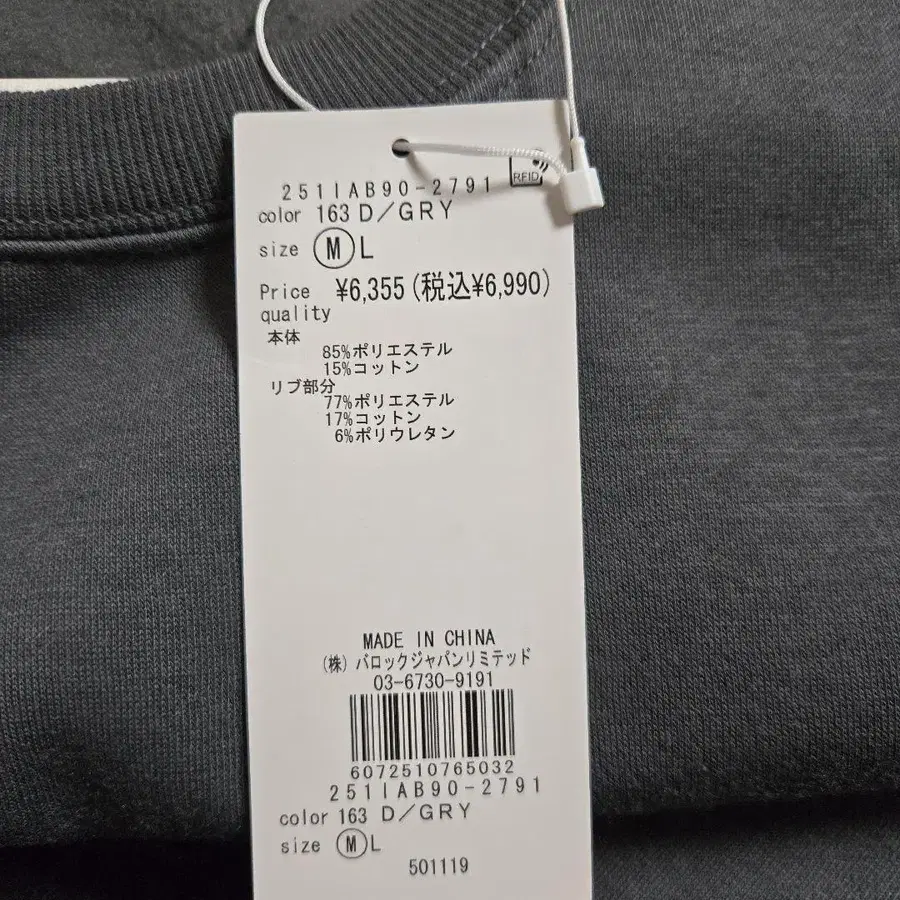 RFID
251IAB90-2791
color 163 D/GRY
size M L
Price ¥6,355(税込¥6,990)
quality
本体
85%ポリエステル
15%コットン
リブ部分
77%ポリエステル
17%コットン
6%ポリウレタン
MADE IN CHINA
(株)バロックジャパンリミテッド
03-6730-9191
6072510765032
251IAB90-2791
color 163 D/GRY
size M L
501119